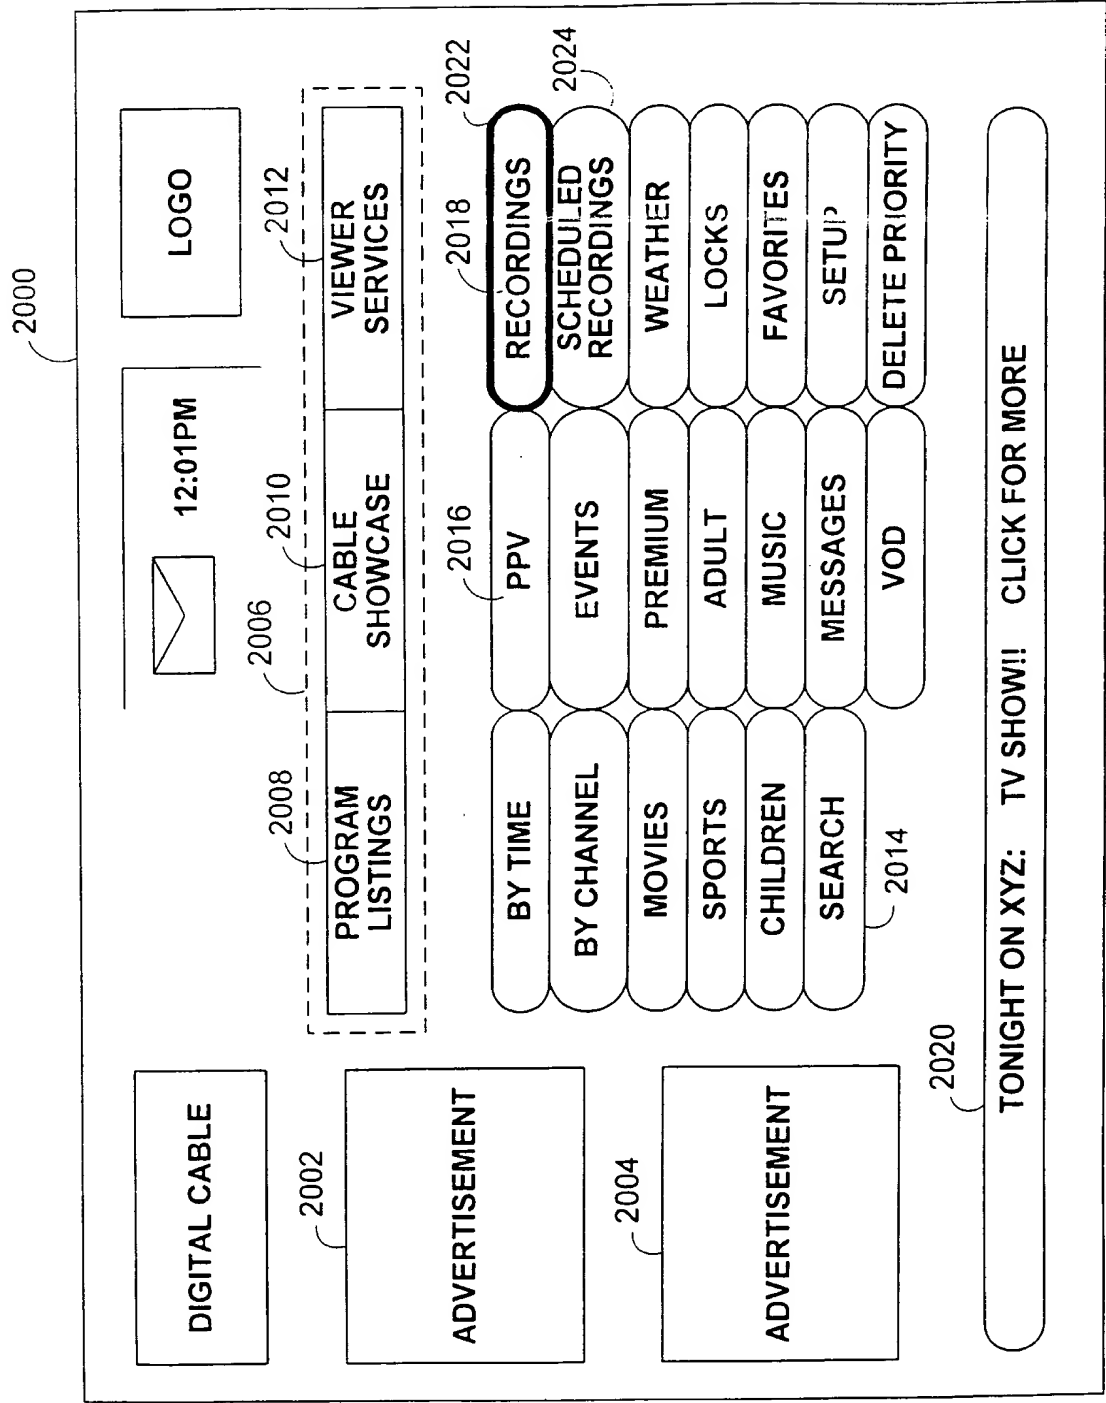 2000
DIGITAL CABLE
12:01PM
LOGO
2006
2008
2010
2012
PROGRAM
LISTINGS
CABLE
SHOWCASE
VIEWER
SERVICES
2002
ADVERTISEMENT
2016
2018
2022
BY TIME
PPV
RECORDINGS
2024
BY CHANNEL
EVENTS
SCHEDULED
RECORDINGS
MOVIES
PREMIUM
WEATHER
2004
ADVERTISEMENT
SPORTS
ADULT
LOCKS
CHILDREN
MUSIC
FAVORITES
SEARCH
MESSAGES
SETUP
2014
VOD
DELETE PRIORITY
2020
TONIGHT ON XYZ: TV SHOW!! CLICK FOR MORE